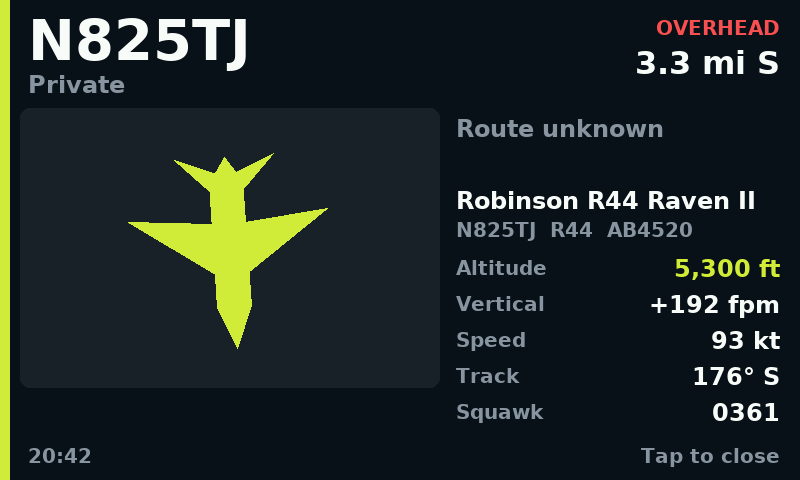 N825TJ
Private
OVERHEAD
3.3 mi S
Route unknown
Robinson R44 Raven II
N825TJ R44 AB4520
Altitude 5,300 ft
Vertical +192 fpm
Speed 93 kt
Track 176° S
Squawk 0361
20:42
Tap to close